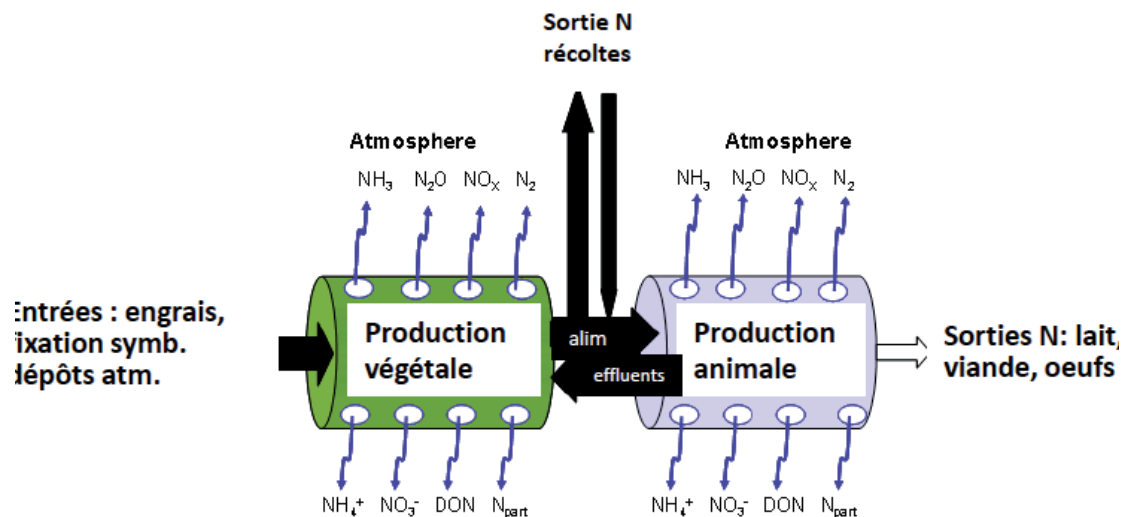 Sortie N
récoltes
Atmosphere
Atmosphere
NH₃ N₂O NOₓ N₂
NH₃ N₂O NOₓ N₂
Entrées : engrais,
fixation symb.
dépôts atm.
Production
végétale
alim
effluents
Production
animale
Sorties N: lait,
viande, oeufs
NH₄⁺ NO₃⁻ DON Npart
NH₄⁺ NO₃⁻ DON Npart